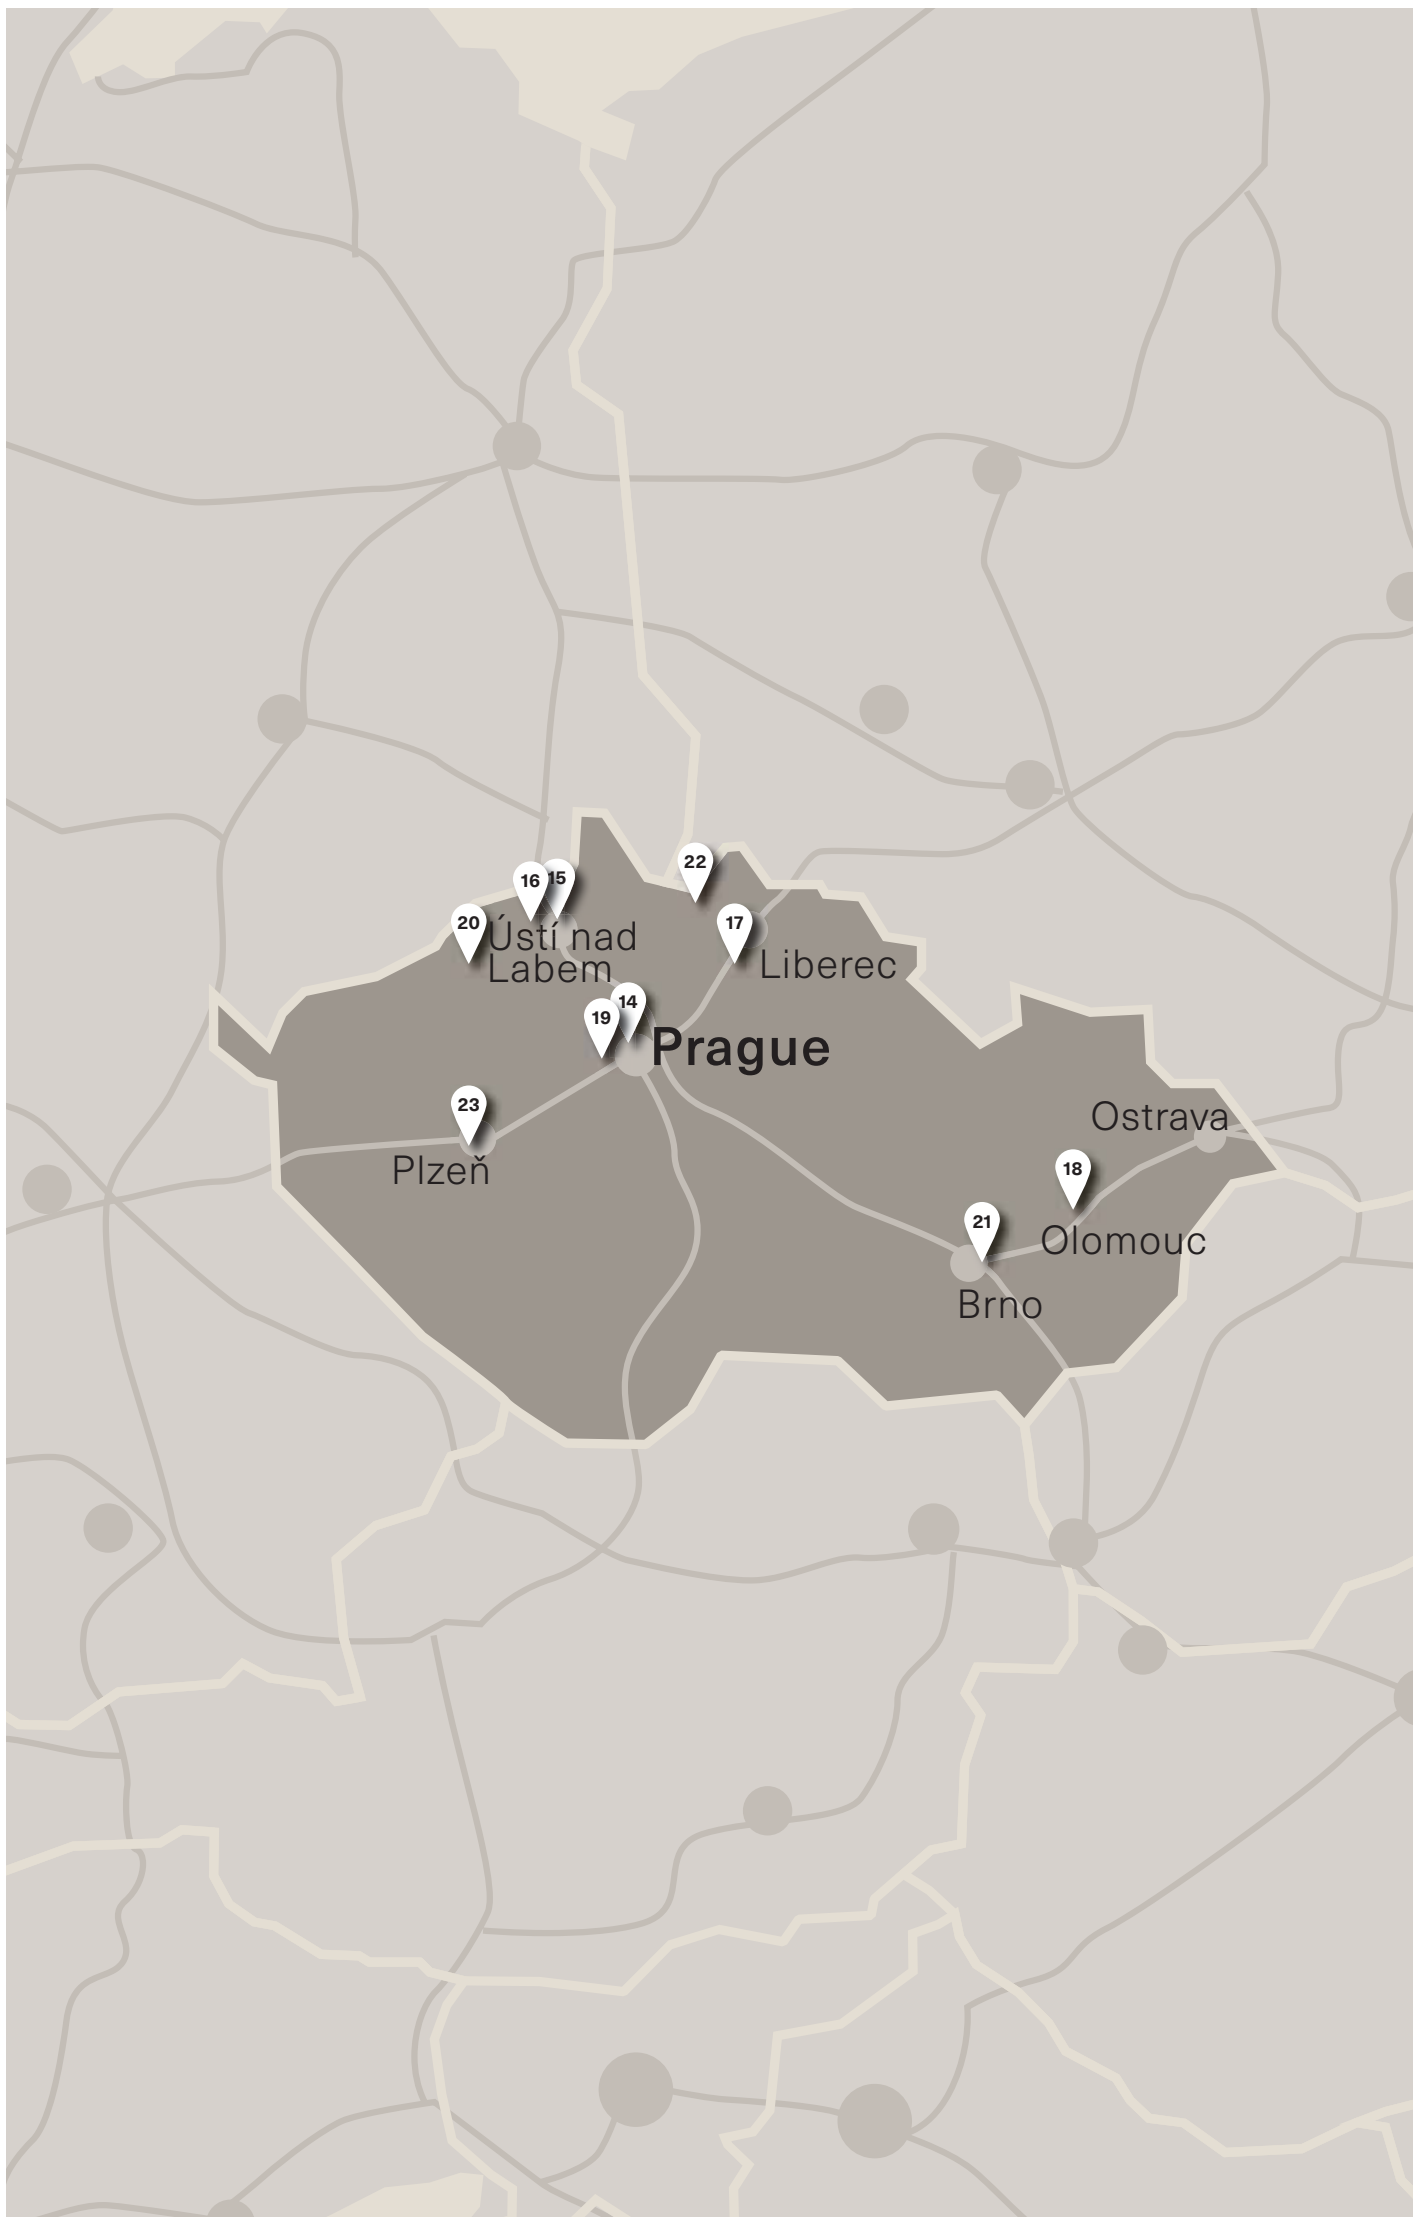 22
16
15
20
17
Ústí nad
Labem
Liberec
14
19
Prague
23
Plzeň
Ostrava
18
21
Olomouc
Brno